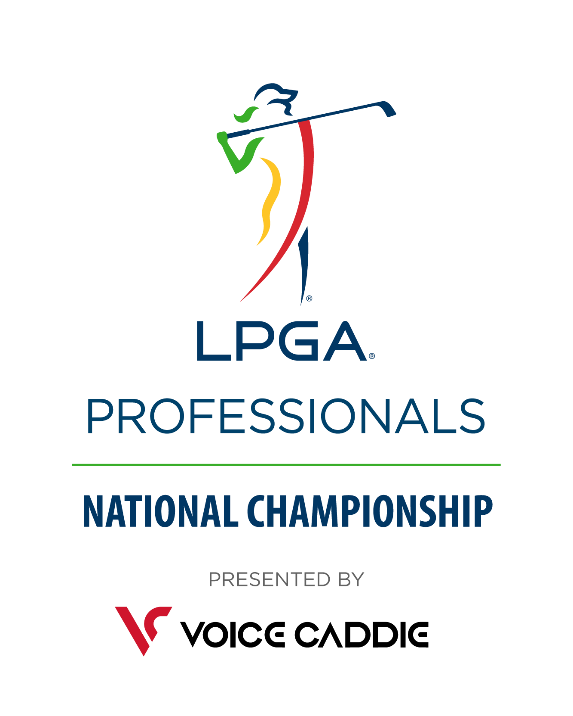 ®
LPGA®
PROFESSIONALS
NATIONAL CHAMPIONSHIP
PRESENTED BY
VOICE CADDIE